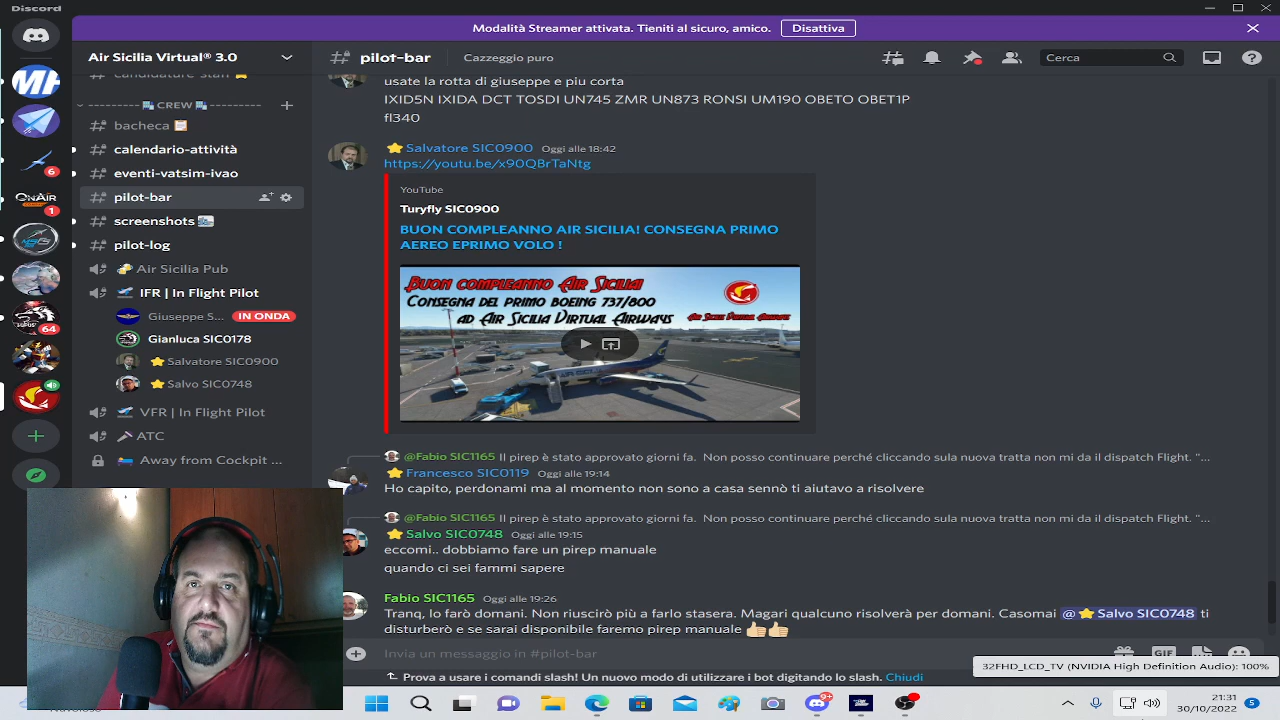 Discord
Modalità Streamer attivata. Tieniti al sicuro, amico.
Disattiva
Air Sicilia Virtual® 3.0
pilot-bar
Cazzeggio puro
Cerca
candidature-staff
--------- CREW ---------
bacheca
calendario-attività
eventi-vatsim-ivao
pilot-bar
screenshots
pilot-log
Air Sicilia Pub
IFR | In Flight Pilot
Giuseppe S...
IN ONDA
Gianluca SIC0178
Salvatore SIC0900
Salvo SIC0748
VFR | In Flight Pilot
ATC
Away from Cockpit ...
6
ONAIR
1
64
usate la rotta di giuseppe e piu corta
IXID5N IXIDA DCT TOSDI UN745 ZMR UN873 RONSI UM190 OBETO OBET1P
fl340
Salvatore SIC0900 Oggi alle 18:42
https://youtu.be/x90QBrTaNtg
YouTube
Turyfly SIC0900
BUON COMPLEANNO AIR SICILIA! CONSEGNA PRIMO
AEREO EPRIMO VOLO !
Buon compleanno Air Sicilia!
Consegna del primo Boeing 737/800
ad Air Sicilia Virtual Airways
@Fabio SIC1165 Il pirep è stato approvato giorni fa. Non posso continuare perché cliccando sulla nuova tratta non mi da il dispatch Flight. "...
Francesco SIC0119 Oggi alle 19:14
Ho capito, perdonami ma al momento non sono a casa sennò ti aiutavo a risolvere
@Fabio SIC1165 Il pirep è stato approvato giorni fa. Non posso continuare perché cliccando sulla nuova tratta non mi da il dispatch Flight. "...
Salvo SIC0748 Oggi alle 19:15
eccomi.. dobbiamo fare un pirep manuale
quando ci sei fammi sapere
Fabio SIC1165 Oggi alle 19:26
Tranq, lo farò domani. Non riuscirò più a farlo stasera. Magari qualcuno risolverà per domani. Casomai @Salvo SIC0748 ti
disturberò e se sarai disponibile faremo pirep manuale
Invia un messaggio in #pilot-bar
GIF
32FHD_LCD_TV (NVIDIA High Definition Audio): 100%
Prova a usare i comandi slash! Un nuovo modo di utilizzare i bot digitando lo slash. Chiudi
21:31
30/10/2022
5